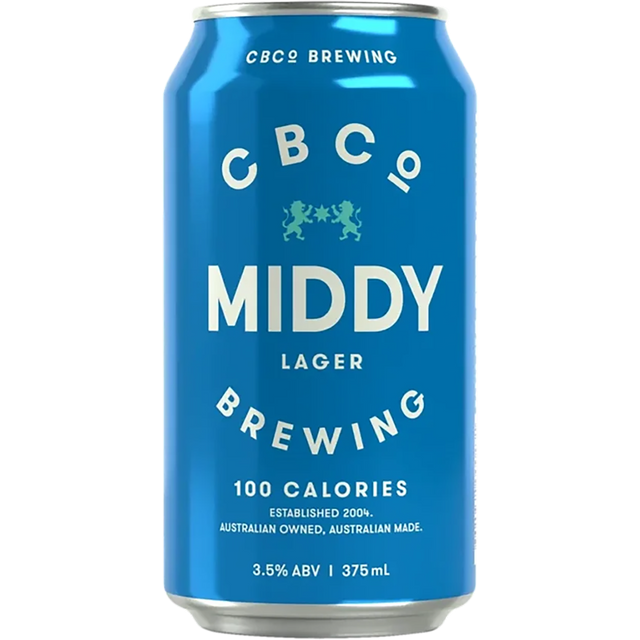 CBCo BREWING
CBCo
MIDDY
LAGER
BREWING
100 CALORIES
ESTABLISHED 2004.
AUSTRALIAN OWNED, AUSTRALIAN MADE.
3.5% ABV | 375mL